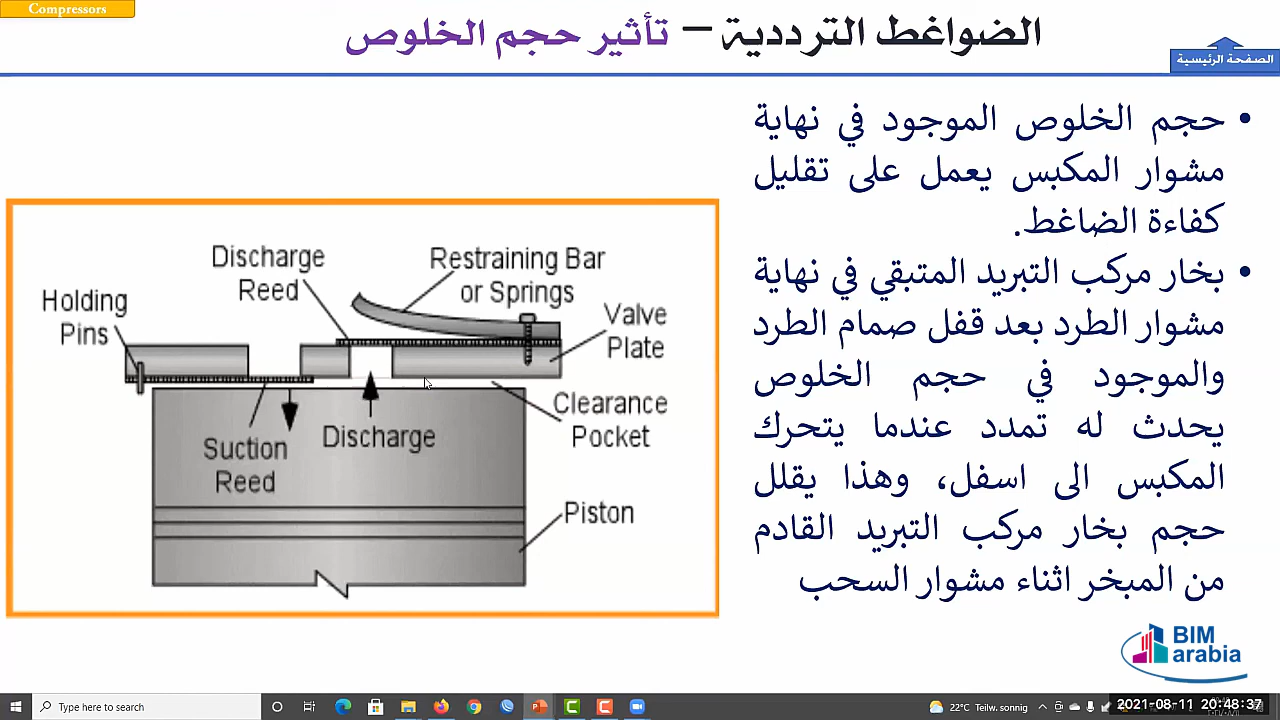 Compressors
الضواغط الترددية – تأثير حجم الخلوص
الصفحة الرئيسية
• حجم الخلوص الموجود في نهاية
مشوار المكبس يعمل على تقليل
كفاءة الضاغط.
• بخار مركب التبريد المتبقي في نهاية
مشوار الطرد بعد قفل صمام الطرد
والموجود في حجم الخلوص
يحدث له تمدد عندما يتحرك
المكبس الى اسفل، وهذا يقلل
حجم بخار مركب التبريد القادم
من المبخر اثناء مشوار السحب
Discharge
Reed
Restraining Bar
or Springs
Holding
Pins
Valve
Plate
Clearance
Pocket
Suction
Reed
Discharge
Piston
BIM
arabia
Type here to search
22°C Teilw. sonnig
2021-08-11 20:48:37